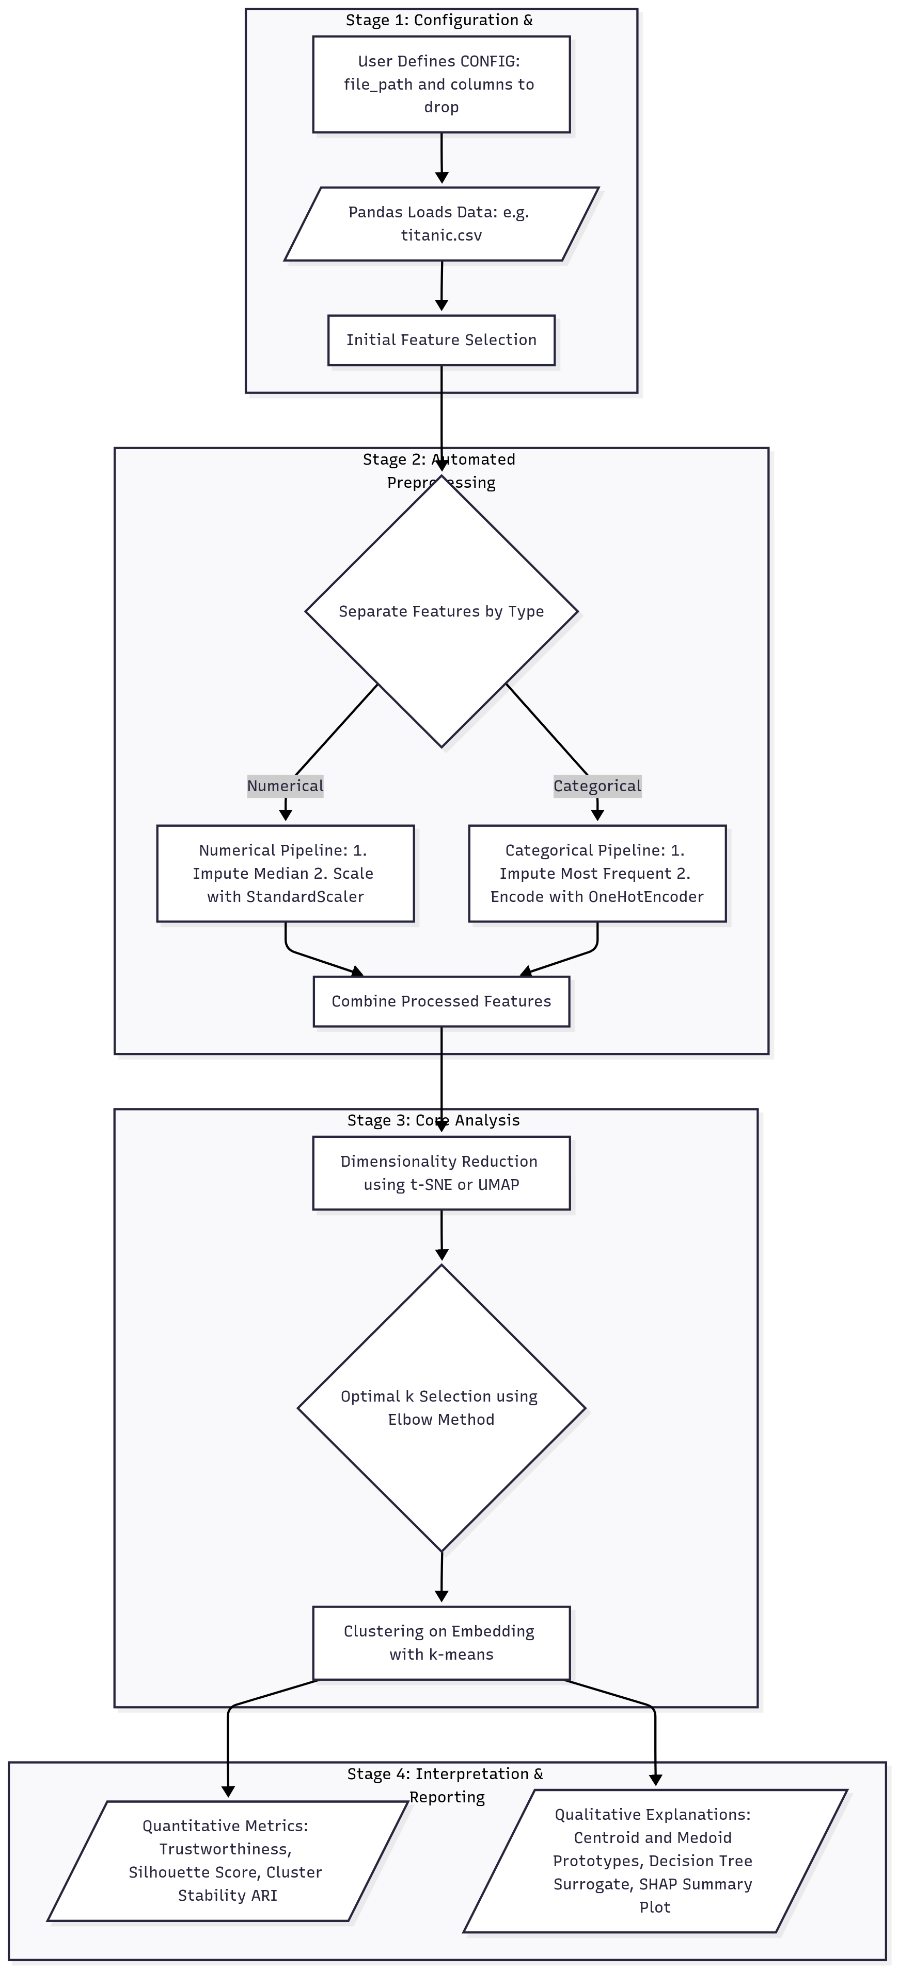 Stage 1: Configuration &
User Defines CONFIG:
file_path and columns to
drop
Pandas Loads Data: e.g.
titanic.csv
Initial Feature Selection
Stage 2: Automated
Preprocessing
Separate Features by Type
Numerical
Categorical
Numerical Pipeline: 1.
Impute Median 2. Scale
with StandardScaler
Categorical Pipeline: 1.
Impute Most Frequent 2.
Encode with OneHotEncoder
Combine Processed Features
Stage 3: Core Analysis
Dimensionality Reduction
using t-SNE or UMAP
Optimal k Selection using
Elbow Method
Clustering on Embedding
with k-means
Stage 4: Interpretation &
Reporting
Quantitative Metrics:
Trustworthiness,
Silhouette Score, Cluster
Stability ARI
Qualitative Explanations:
Centroid and Medoid
Prototypes, Decision Tree
Surrogate, SHAP Summary
Plot